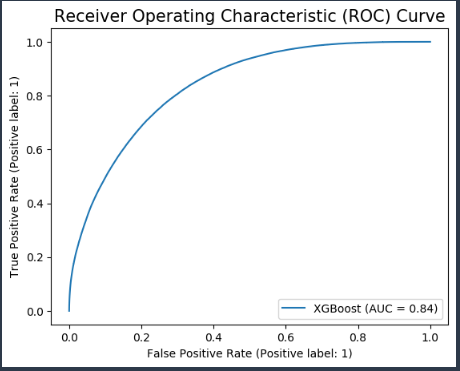 Receiver Operating Characteristic (ROC) Curve
1.0
0.8
0.6
0.4
0.2
0.0
True Positive Rate (Positive label: 1)
XGBoost (AUC = 0.84)
0.0 0.2 0.4 0.6 0.8 1.0
False Positive Rate (Positive label: 1)